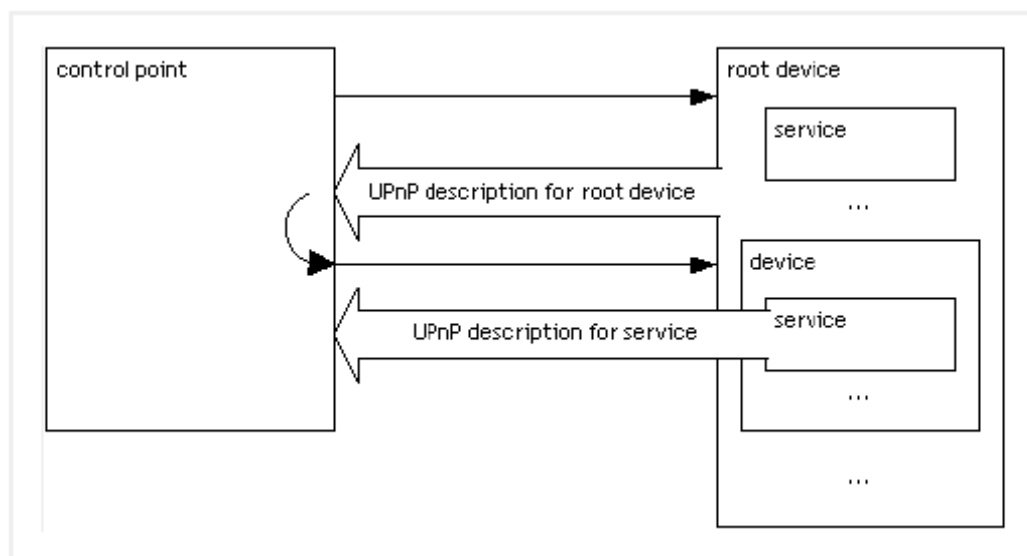 control point
root device
service
UPnP description for root device
...
device
service
UPnP description for service
...
...